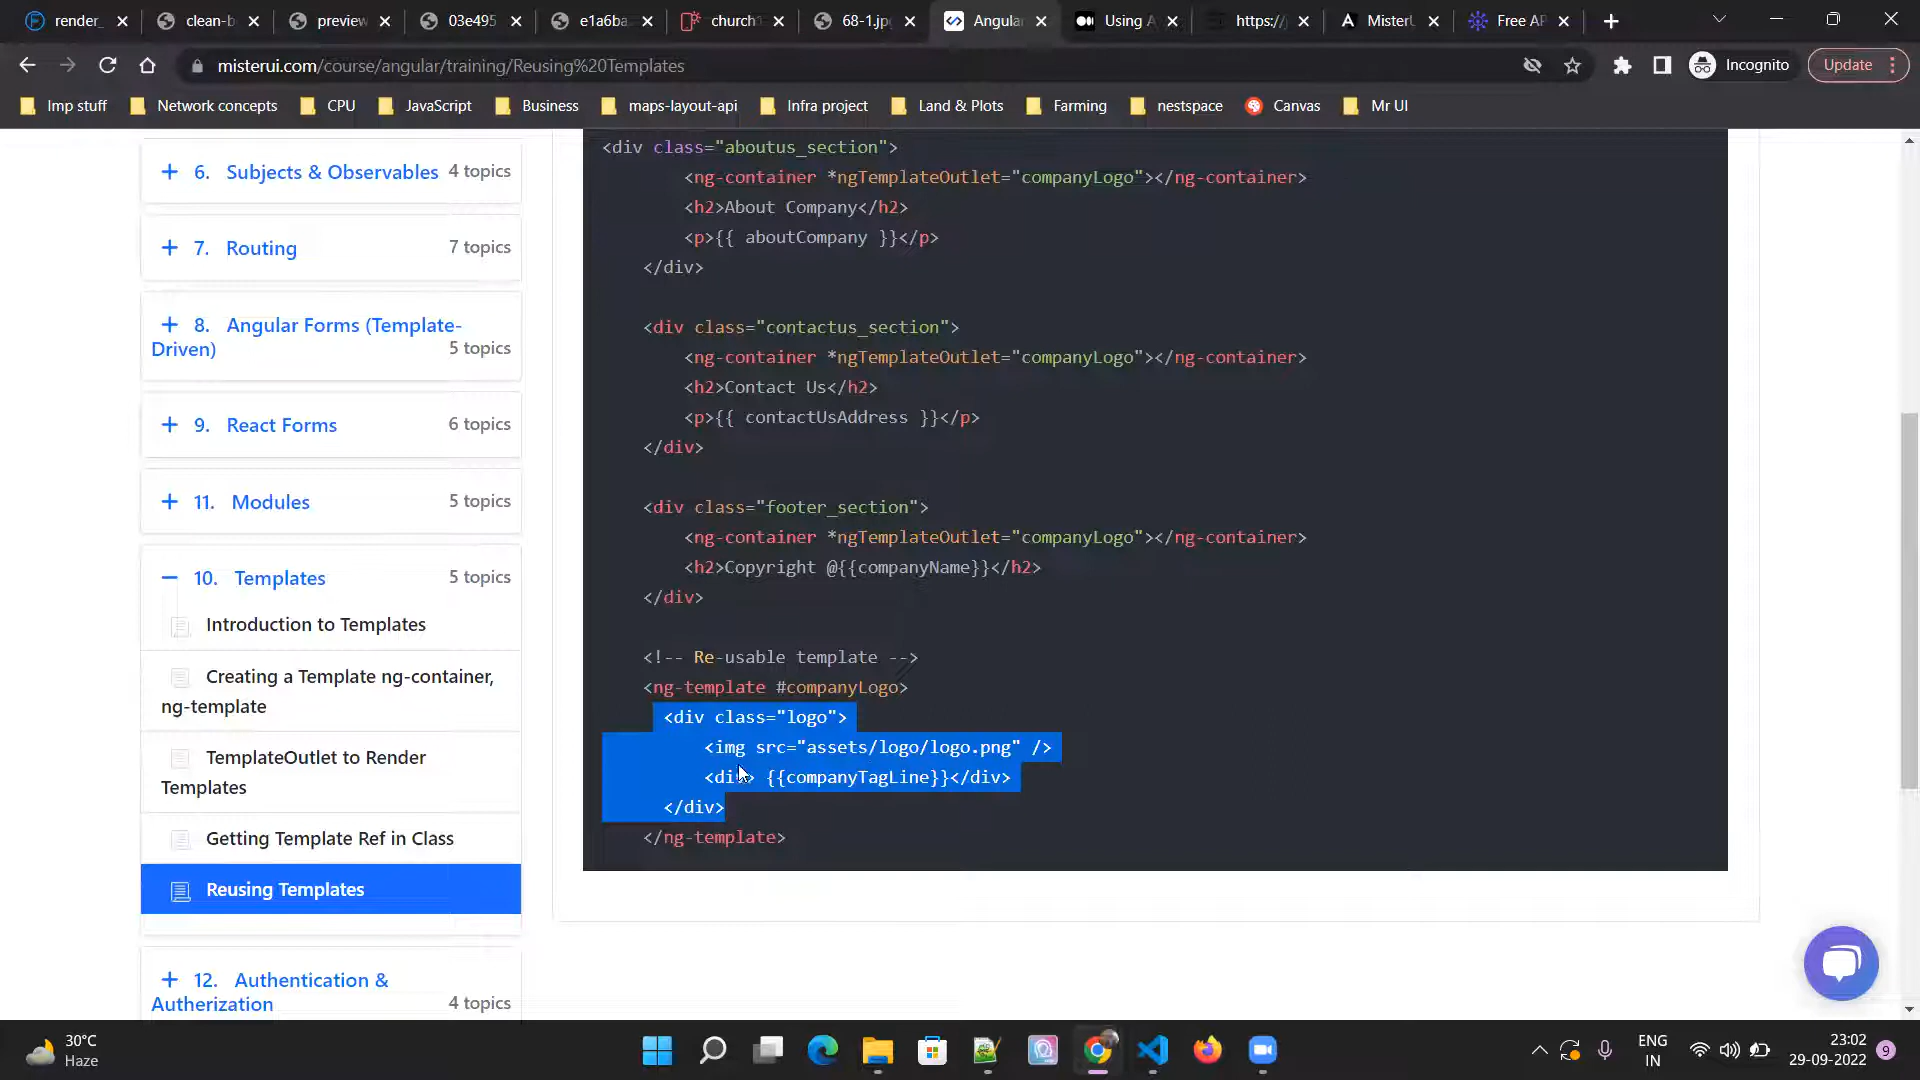 render_
clean-b
preview
03e495
e1a6ba
church1
68-1.jp
Angular
Using A
https://
MisterU
Free AP
misterui.com/course/angular/training/Reusing%20Templates
Incognito
Update
Imp stuff
Network concepts
CPU
JavaScript
Business
maps-layout-api
Infra project
Land & Plots
Farming
nestspace
Canvas
Mr UI
+ 6. Subjects & Observables 4 topics
+ 7. Routing 7 topics
+ 8. Angular Forms (Template-
Driven) 5 topics
+ 9. React Forms 6 topics
+ 11. Modules 5 topics
− 10. Templates 5 topics
Introduction to Templates
Creating a Template ng-container,
ng-template
TemplateOutlet to Render
Templates
Getting Template Ref in Class
Reusing Templates
+ 12. Authentication &
Autherization 4 topics
<div class="aboutus_section">
<ng-container *ngTemplateOutlet="companyLogo"></ng-container>
<h2>About Company</h2>
<p>{{ aboutCompany }}</p>
</div>
<div class="contactus_section">
<ng-container *ngTemplateOutlet="companyLogo"></ng-container>
<h2>Contact Us</h2>
<p>{{ contactUsAddress }}</p>
</div>
<div class="footer_section">
<ng-container *ngTemplateOutlet="companyLogo"></ng-container>
<h2>Copyright @{{companyName}}</h2>
</div>
<!-- Re-usable template -->
<ng-template #companyLogo>
<div class="logo">
<img src="assets/logo/logo.png" />
<div> {{companyTagLine}}</div>
</div>
</ng-template>
30°C
Haze
ENG
IN
23:02
29-09-2022
9